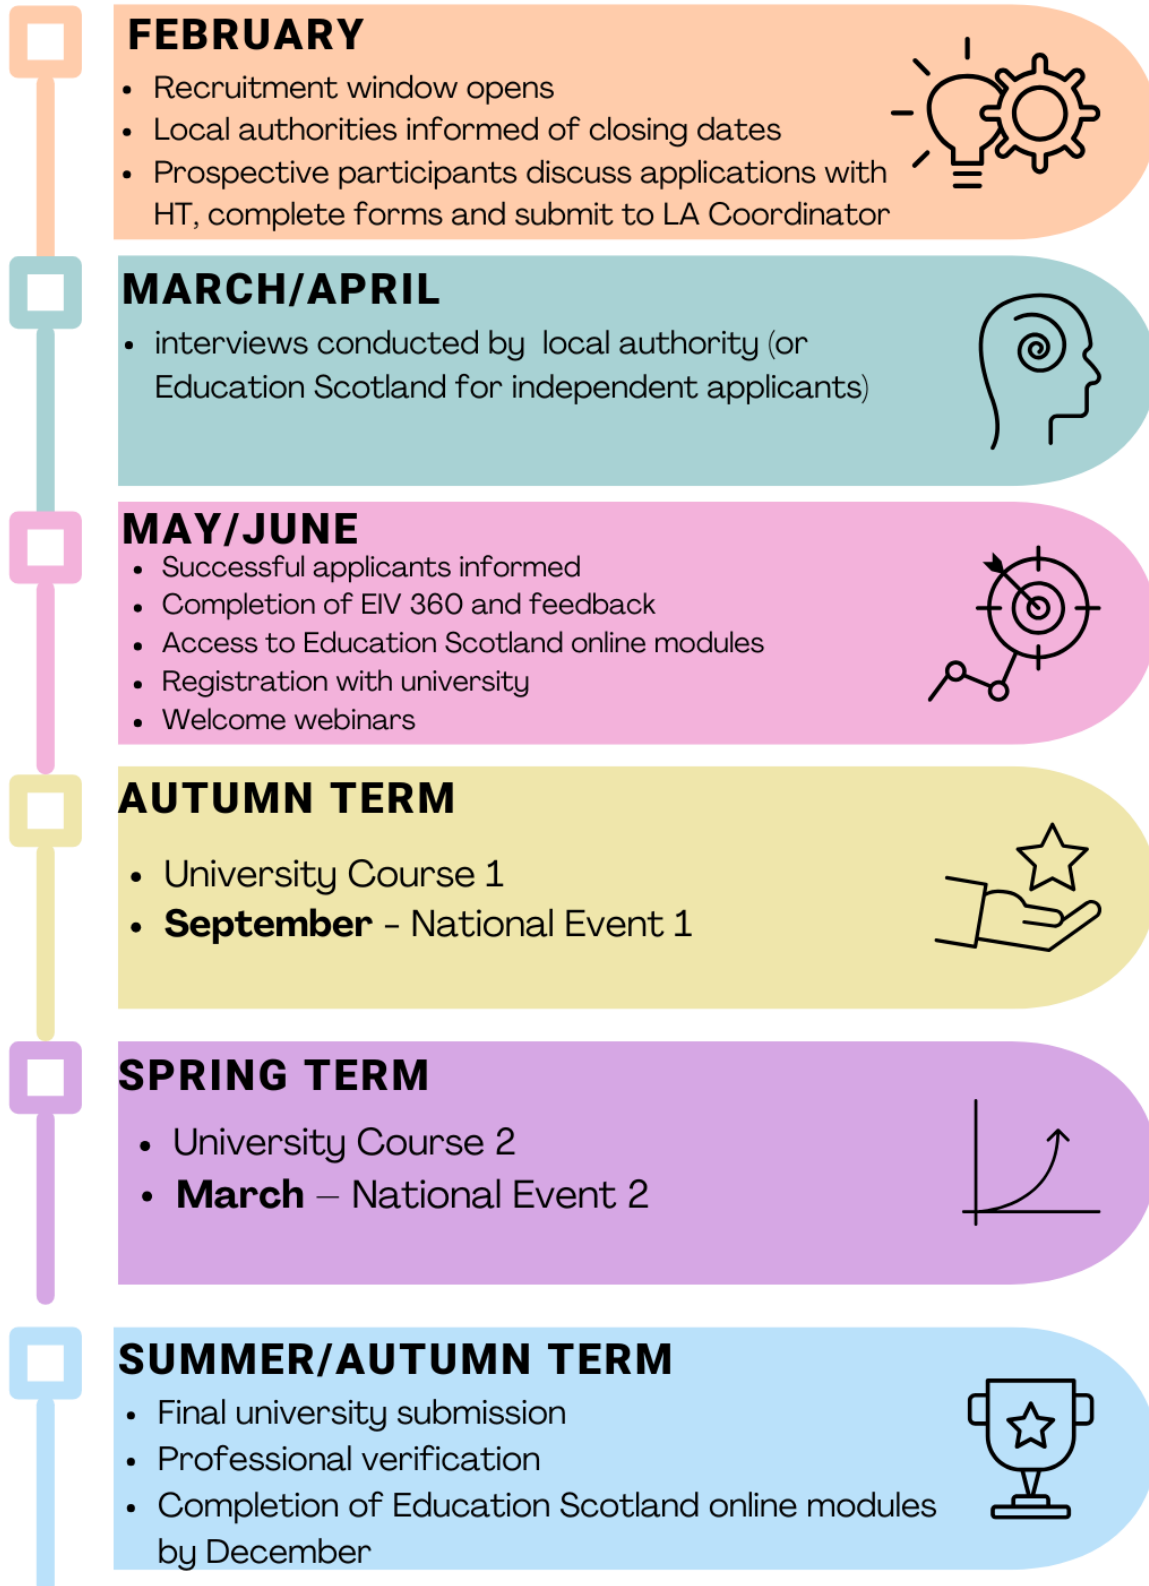 FEBRUARY
• Recruitment window opens
• Local authorities informed of closing dates
• Prospective participants discuss applications with
HT, complete forms and submit to LA Coordinator
MARCH/APRIL
• interviews conducted by  local authority (or
Education Scotland for independent applicants)
MAY/JUNE
• Successful applicants informed
• Completion of EIV 360 and feedback
• Access to Education Scotland online modules
• Registration with university
• Welcome webinars
AUTUMN TERM
• University Course 1
• September - National Event 1
SPRING TERM
• University Course 2
• March – National Event 2
SUMMER/AUTUMN TERM
• Final university submission
• Professional verification
• Completion of Education Scotland online modules
by December